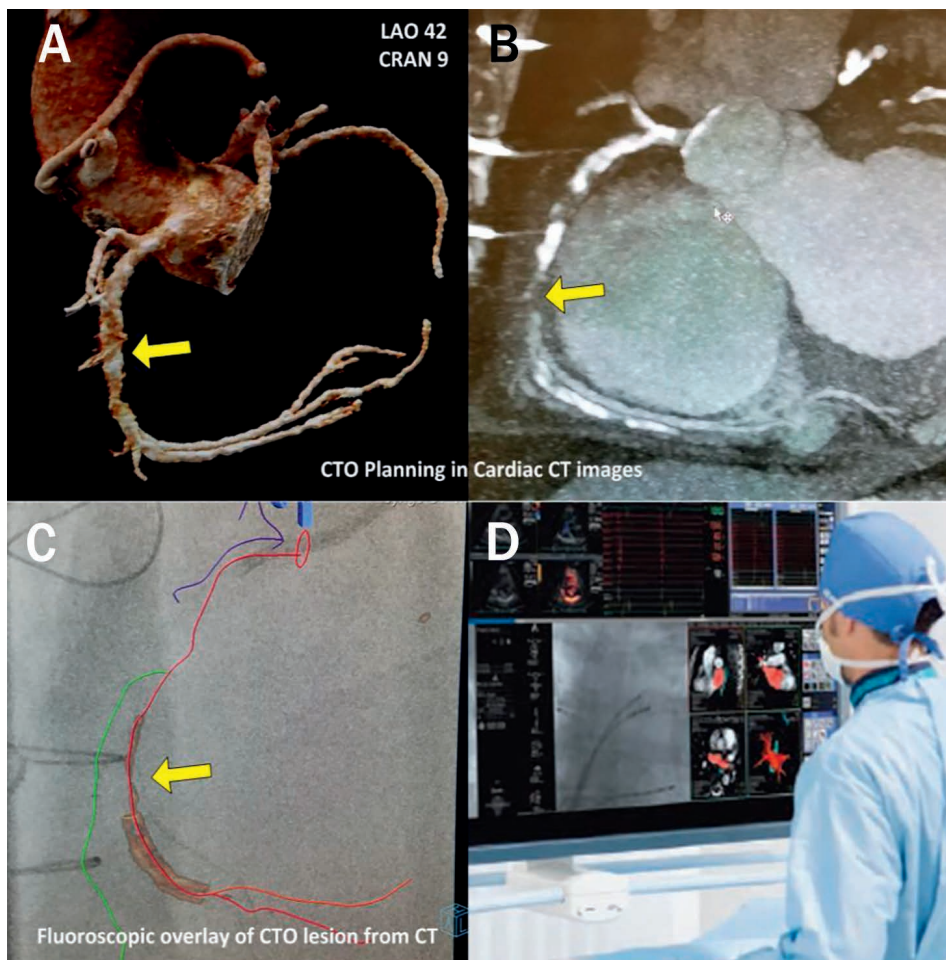 A
LAO 42
CRAN 9
B
CTO Planning in Cardiac CT images
C
D
Fluoroscopic overlay of CTO lesion from CT